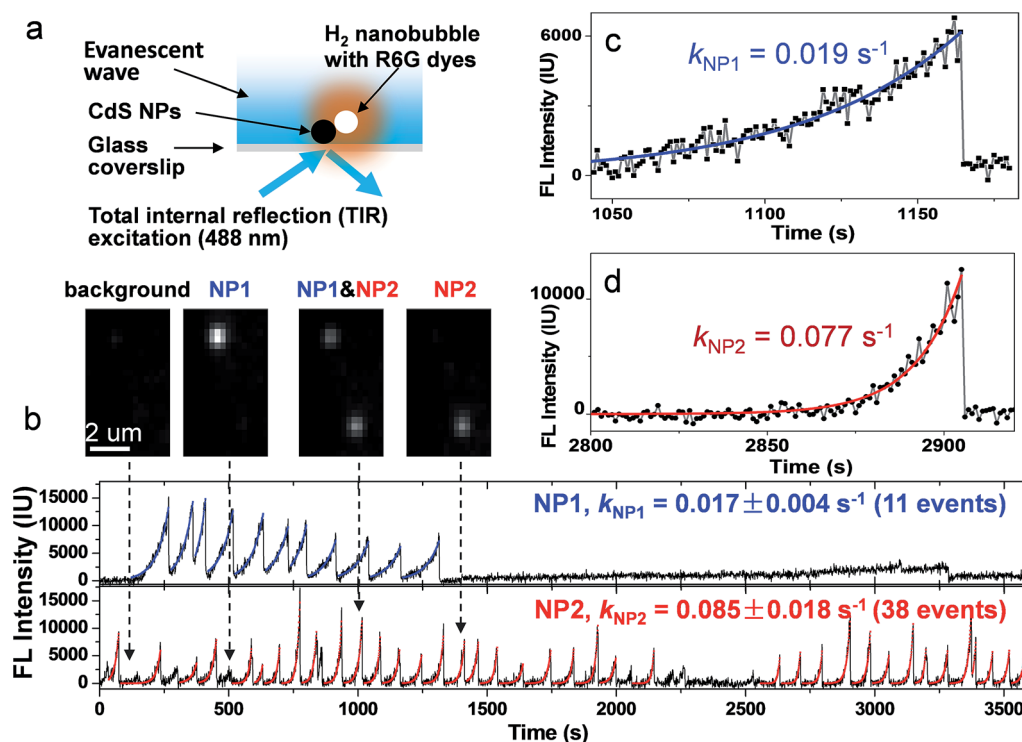 a
Evanescent
wave
CdS NPs
Glass
coverslip
H2 nanobubble
with R6G dyes
Total internal reflection (TIR)
excitation (488 nm)
c
kNP1 = 0.019 s-1
6000
0
FL Intensity (IU)
1050
1100
1150
Time (s)
d
kNP2 = 0.077 s-1
10000
0
FL Intensity (IU)
2800
2850
2900
Time (s)
b
background
NP1
NP1&NP2
NP2
2 um
NP1, kNP1 = 0.017±0.004 s-1 (11 events)
15000
10000
5000
0
NP2, kNP2 = 0.085±0.018 s-1 (38 events)
15000
10000
5000
0
FL Intensity (IU)
0
500
1000
1500
2000
2500
3000
3500
Time (s)